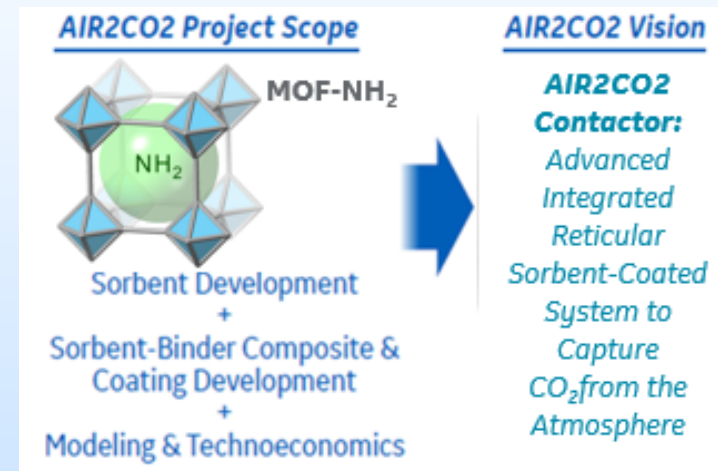 AIR2CO2 Project Scope
MOF-NH₂
NH₂
Sorbent Development
+
Sorbent-Binder Composite &
Coating Development
+
Modeling & Technoeconomics
AIR2CO2 Vision
AIR2CO2
Contactor:
Advanced
Integrated
Reticular
Sorbent-Coated
System to
Capture
CO₂from the
Atmosphere